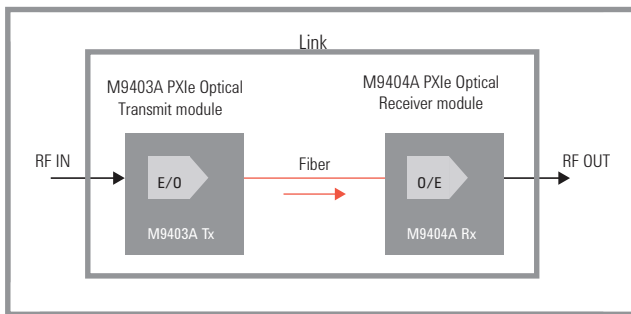 Link
M9403A PXIe Optical
Transmit module
M9404A PXIe Optical
Receiver module
RF IN
E/O
Fiber
O/E
RF OUT
M9403A Tx
M9404A Rx